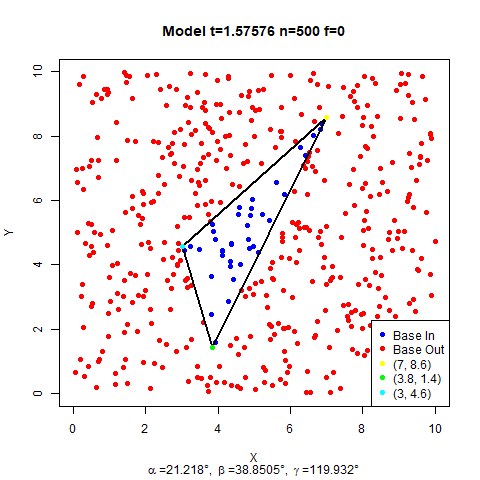 Model t=1.57576 n=500 f=0
10
8
6
4
2
0
Y
Base In
Base Out
(7, 8.6)
(3.8, 1.4)
(3, 4.6)
0 2 4 6 8 10
X
α =21.218°, β =38.8505°, γ =119.932°